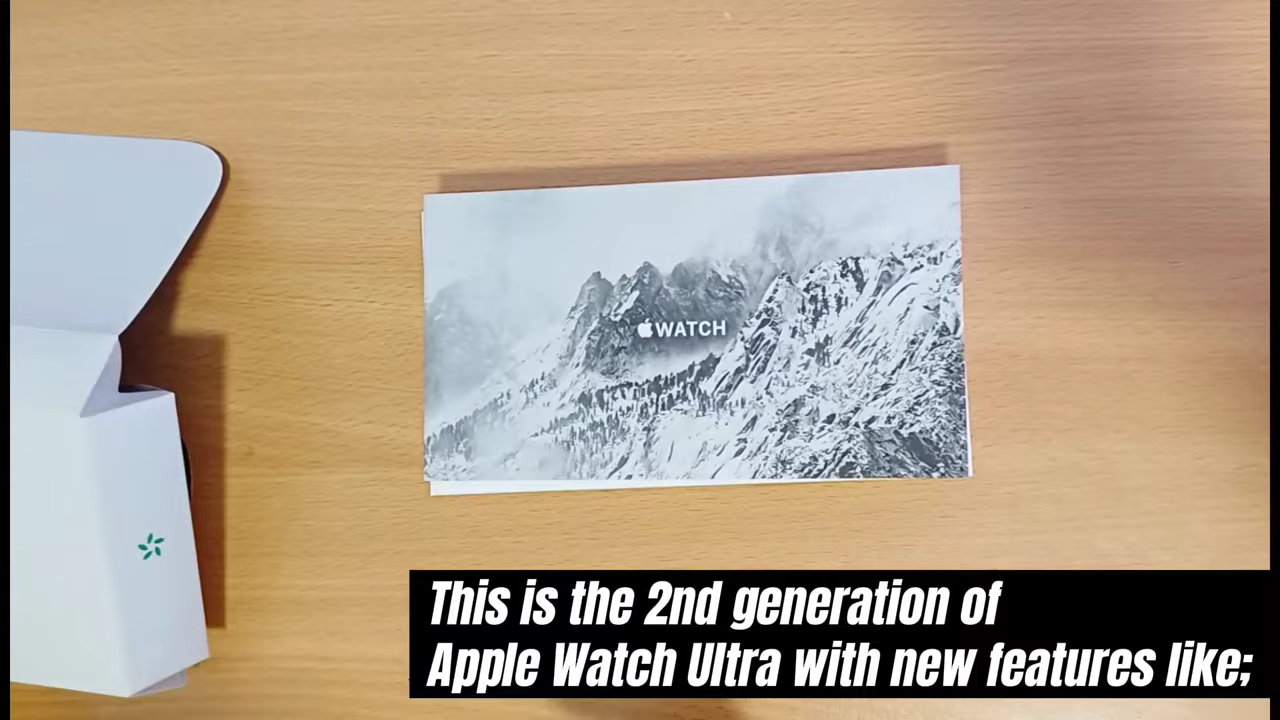 WATCH
This is the 2nd generation of
Apple Watch Ultra with new features like;